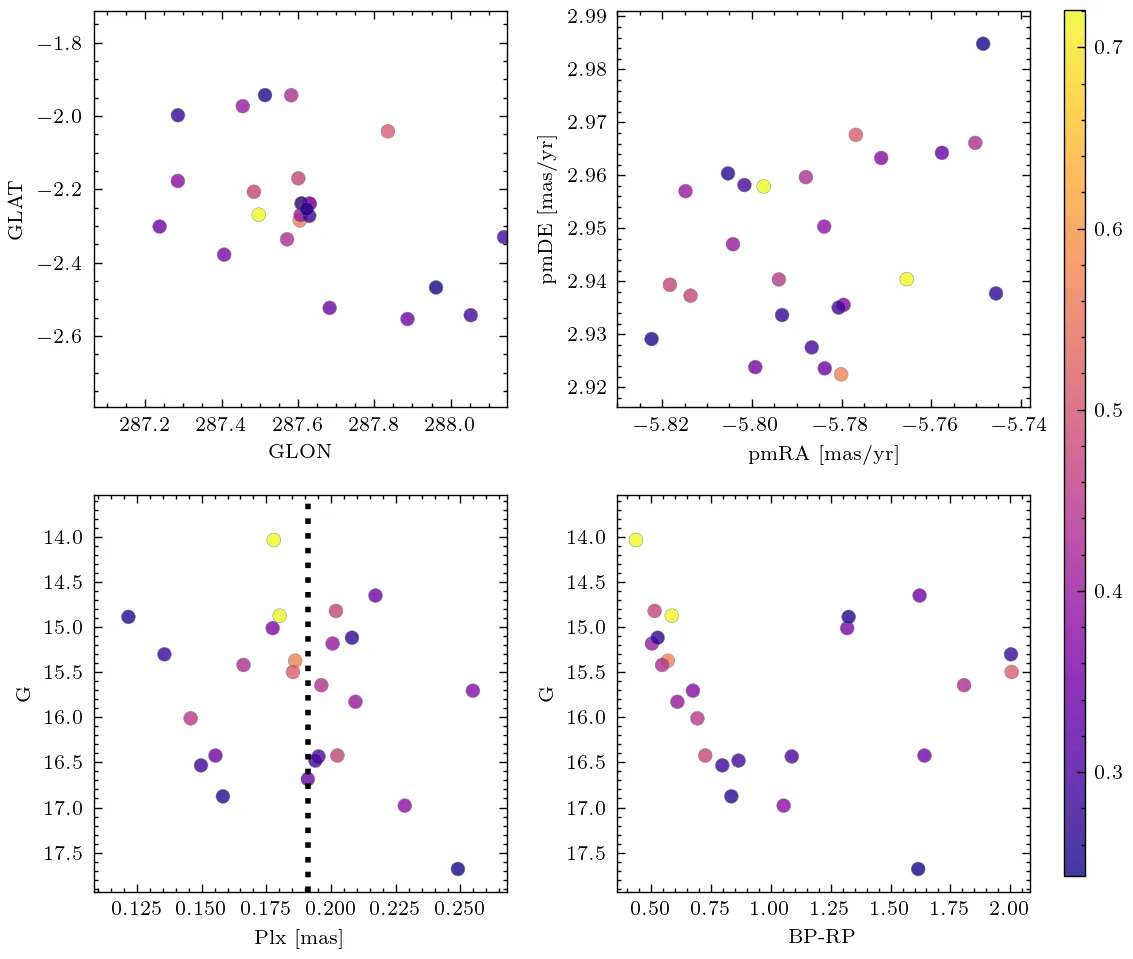 −1.8
−2.0
−2.2
−2.4
−2.6
GLAT
287.2 287.4 287.6 287.8 288.0
GLON
2.99
2.98
2.97
2.96
2.95
2.94
2.93
2.92
pmDE [mas/yr]
−5.82 −5.80 −5.78 −5.76 −5.74
pmRA [mas/yr]
14.0
14.5
15.0
15.5
16.0
16.5
17.0
17.5
G
0.125 0.150 0.175 0.200 0.225 0.250
Plx [mas]
14.0
14.5
15.0
15.5
16.0
16.5
17.0
17.5
G
0.50 0.75 1.00 1.25 1.50 1.75 2.00
BP-RP
0.7
0.6
0.5
0.4
0.3